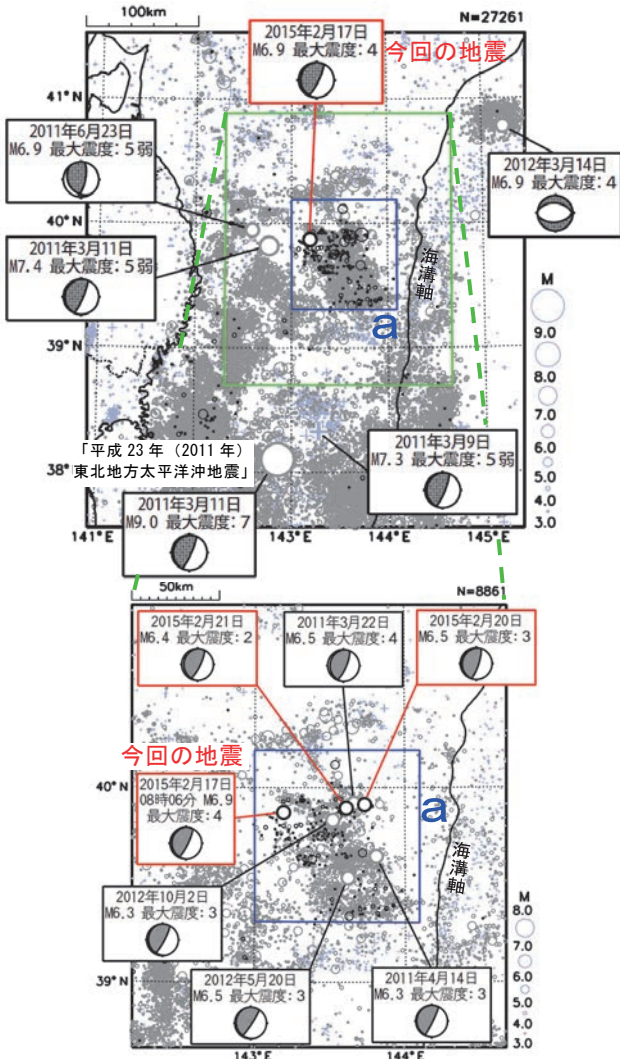 100km
N=27261
2015年2月17日
M6.9 最大震度:4
今回の地震
41°N
2011年6月23日
M6.9 最大震度:5弱
2012年3月14日
M6.9 最大震度:4
40°N
2011年3月11日
M7.4 最大震度:5弱
海溝軸
a
39°N
M
9.0
8.0
7.0
6.0
5.0
4.0
3.0
「平成23年（2011年）
東北地方太平洋沖地震」
2011年3月9日
M7.3 最大震度:5弱
38°N
2011年3月11日
M9.0 最大震度:7
141°E
143°E
144°E
145°E
50km
N=8861
2015年2月21日
M6.4 最大震度:2
2011年3月22日
M6.5 最大震度:4
2015年2月20日
M6.5 最大震度:3
今回の地震
40°N
2015年2月17日
08時06分 M6.9
最大震度:4
a
海溝軸
2012年10月2日
M6.3 最大震度:3
M
8.0
7.0
6.0
5.0
4.0
3.0
39°N
2012年5月20日
M6.5 最大震度:3
2011年4月14日
M6.3 最大震度:3
143°E
144°E